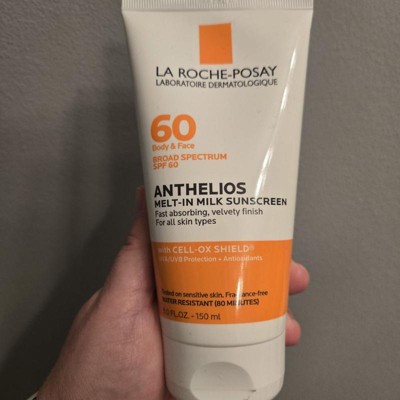 LA ROCHE-POSAY
LABORATOIRE DERMATOLOGIQUE
60
Body & Face
BROAD SPECTRUM
SPF 60
ANTHELIOS
MELT-IN MILK SUNSCREEN
Fast absorbing, velvety finish
For all skin types
with CELL-OX SHIELD®
UVA/UVB Protection + Antioxidants
on sensitive skin. Fragrance-free
WATER RESISTANT (80 MINUTES)
FL.OZ. - 150 ml